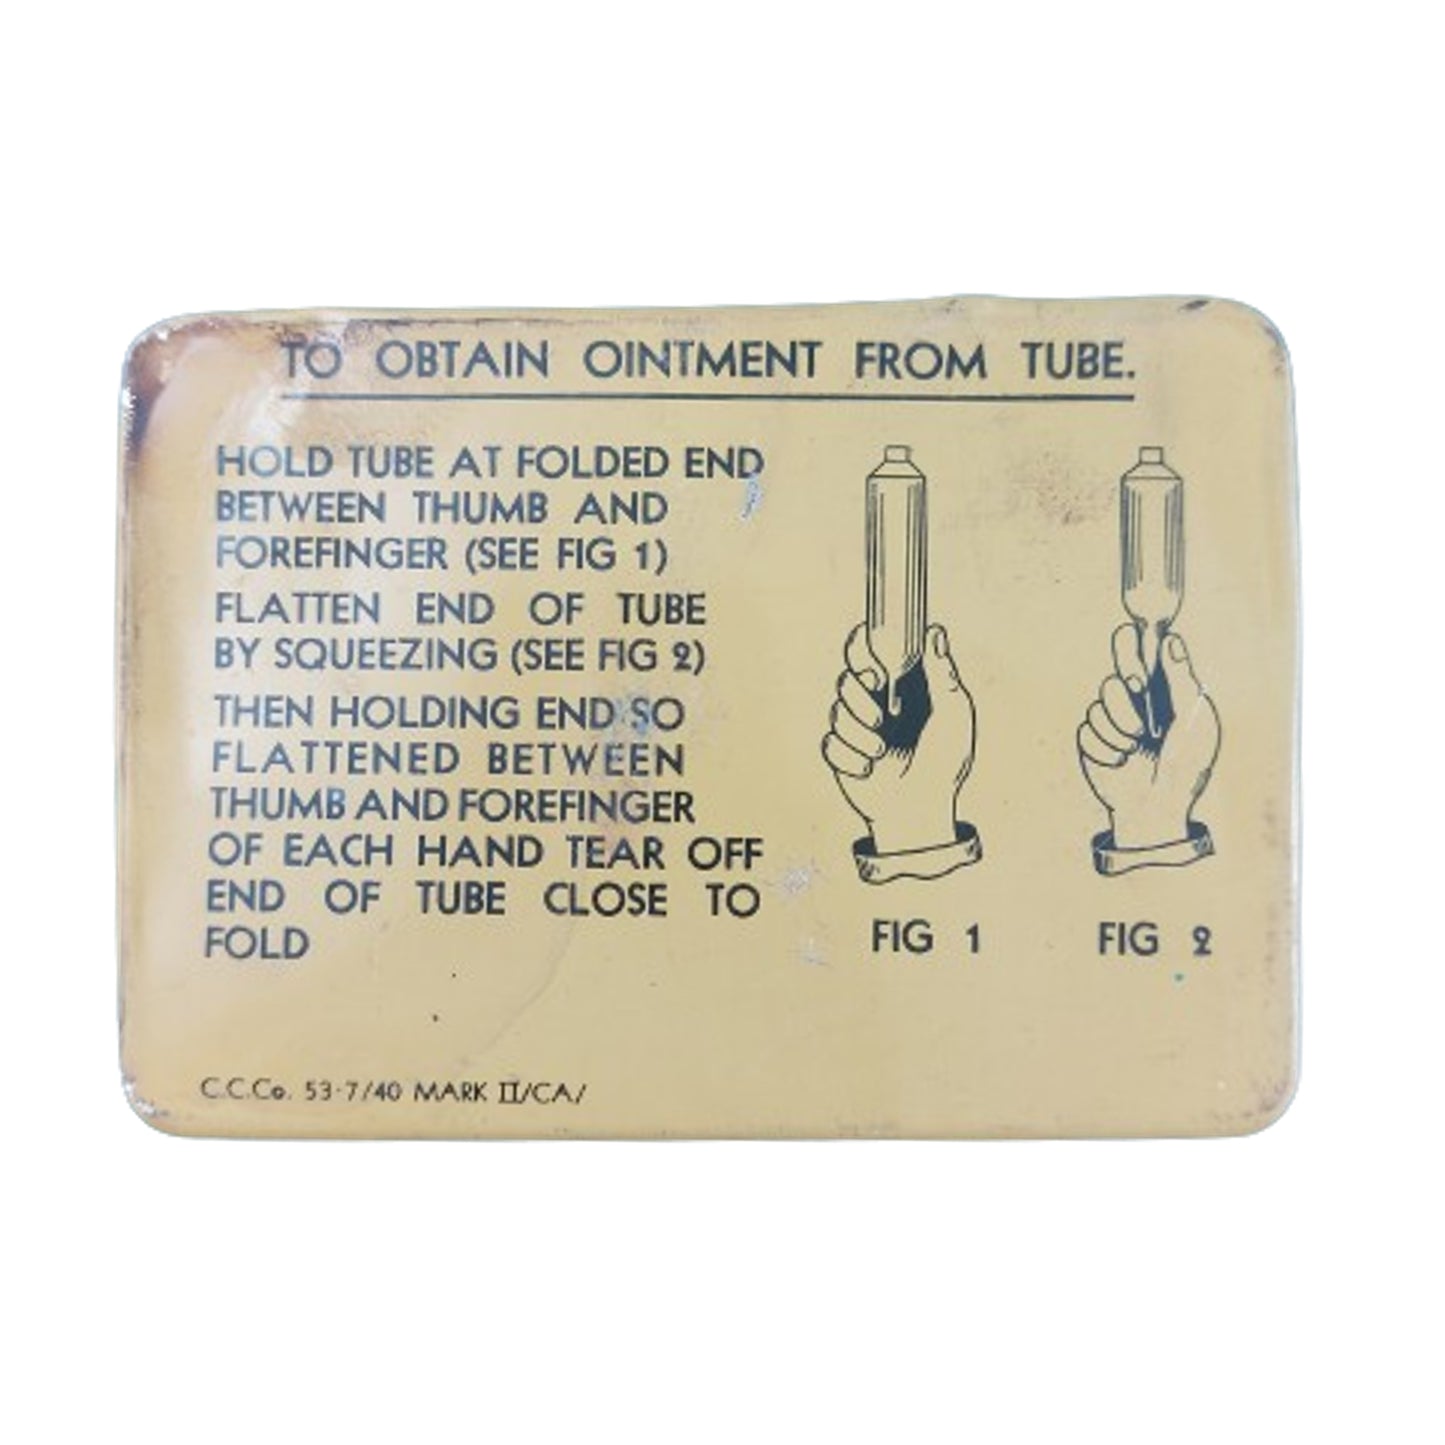 TO OBTAIN OINTMENT FROM TUBE.
HOLD TUBE AT FOLDED END
BETWEEN THUMB AND
FOREFINGER (SEE FIG 1)
FLATTEN END OF TUBE
BY SQUEEZING (SEE FIG 2)
THEN HOLDING END SO
FLATTENED BETWEEN
THUMB AND FOREFINGER
OF EACH HAND TEAR OFF
END OF TUBE CLOSE TO
FOLD
FIG 1
FIG 2
C.C.Co. 53-7/40 MARK II/CA/